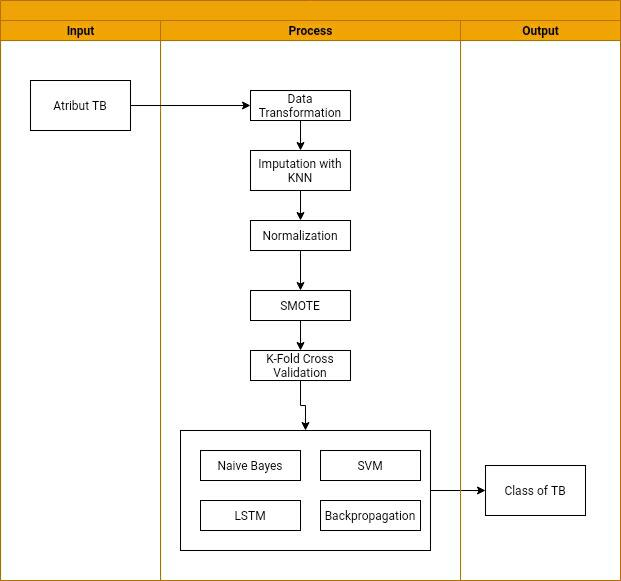 Input
Process
Output
Atribut TB
Data
Transformation
Imputation with
KNN
Normalization
SMOTE
K-Fold Cross
Validation
Naive Bayes
SVM
LSTM
Backpropagation
Class of TB